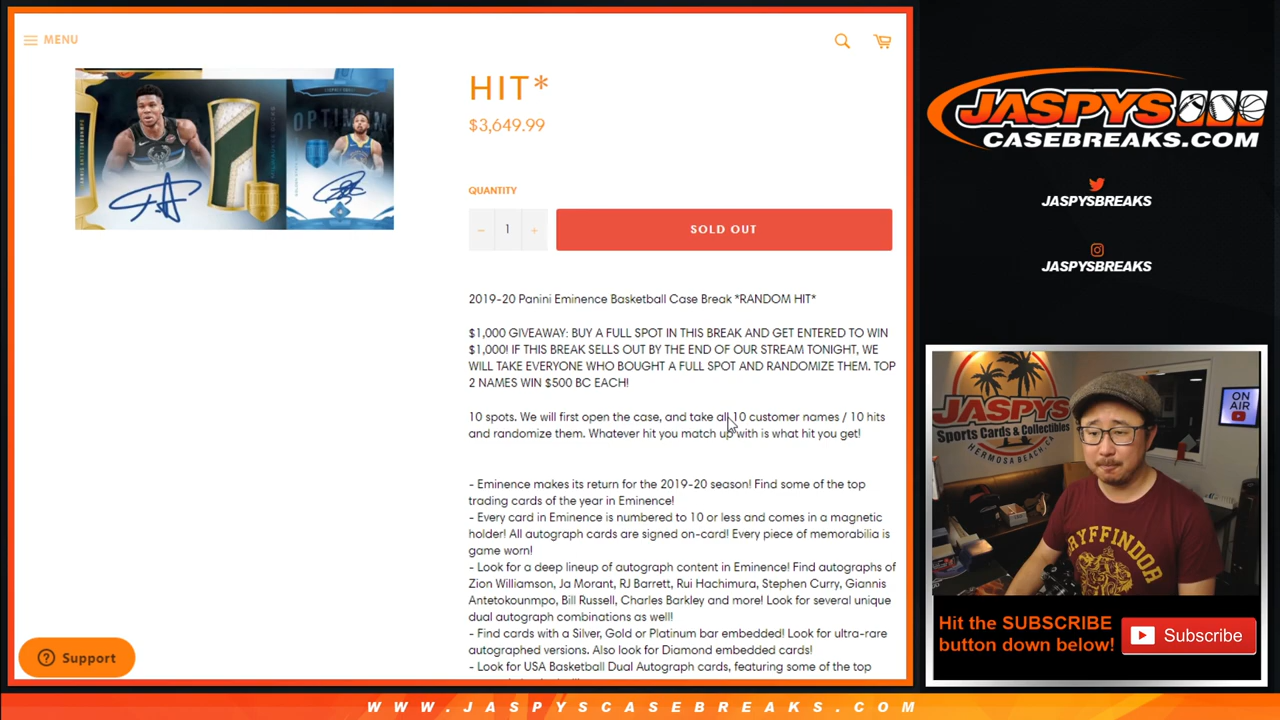 MENU
HIT*
$3,649.99
QUANTITY
− 1 +
SOLD OUT
OPTIMUM
2019-20 Panini Eminence Basketball Case Break *RANDOM HIT*
$1,000 GIVEAWAY: BUY A FULL SPOT IN THIS BREAK AND GET ENTERED TO WIN
$1,000! IF THIS BREAK SELLS OUT BY THE END OF OUR STREAM TONIGHT, WE
WILL TAKE EVERYONE WHO BOUGHT A FULL SPOT AND RANDOMIZE THEM. TOP
2 NAMES WIN $500 BC EACH!
10 spots. We will first open the case, and take all 10 customer names / 10 hits
and randomize them. Whatever hit you match up with is what hit you get!
- Eminence makes its return for the 2019-20 season! Find some of the top
trading cards of the year in Eminence!
- Every card in Eminence is numbered to 10 or less and comes in a magnetic
holder! All autograph cards are signed on-card! Every piece of memorabilia is
game worn!
- Look for a deep lineup of autograph content in Eminence! Find autographs of
Zion Williamson, Ja Morant, RJ Barrett, Rui Hachimura, Stephen Curry, Giannis
Antetokounmpo, Bill Russell, Charles Barkley and more! Look for several unique
dual autograph combinations as well!
- Find cards with a Silver, Gold or Platinum bar embedded! Look for ultra-rare
autographed versions. Also look for Diamond embedded cards!
- Look for USA Basketball Dual Autograph cards, featuring some of the top
Support
JASPYS
CASEBREAKS.COM
JASPYSBREAKS
JASPYSBREAKS
JASPYS
Sports Cards & Collectibles
HERMOSA BEACH, CA
ON AIR
GRYFFINDOR
Hit the SUBSCRIBE
button down below!
Subscribe
WWW.JASPYSCASEBREAKS.COM